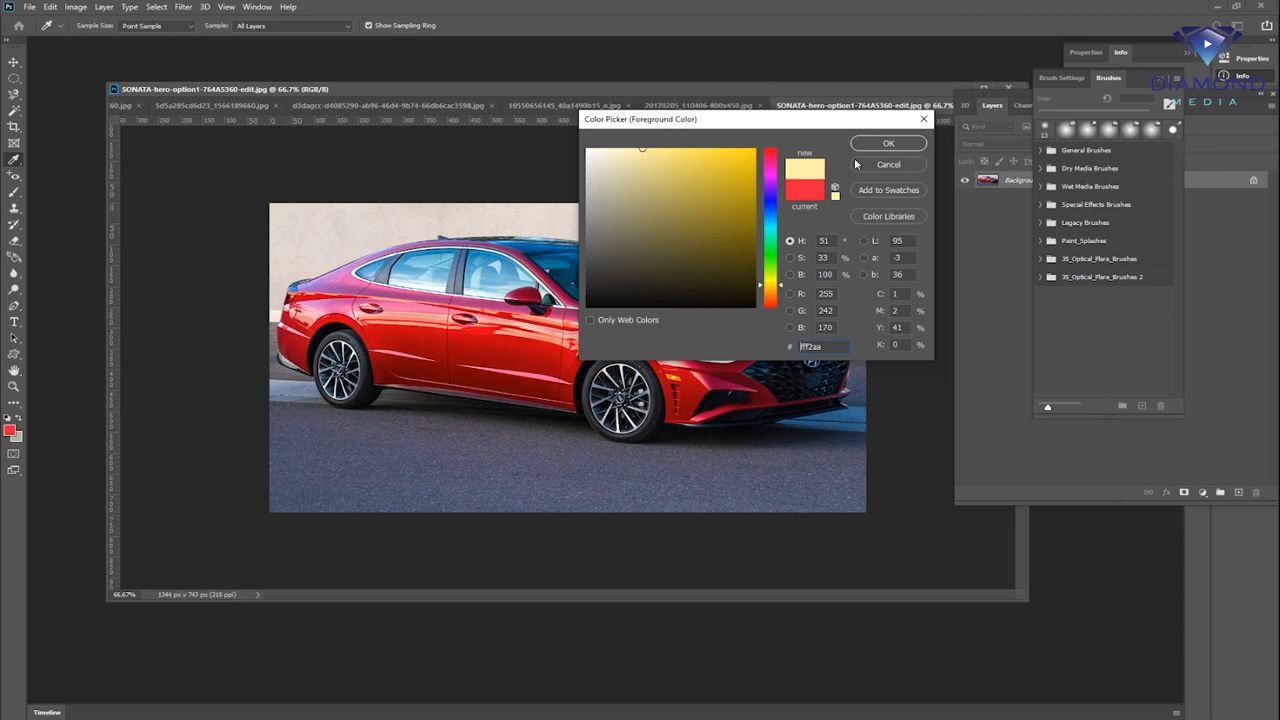 Ps File Edit Image Layer Type Select Filter 3D View Window Help
Sample Size: Point Sample Sample: All Layers Show Sampling Ring
DIAMOND
MEDIA
Properties Info
Properties
Info
Brush Settings Brushes
Size:
13
General Brushes
Dry Media Brushes
Wet Media Brushes
Special Effects Brushes
Legacy Brushes
Paint_Splashes
35_Optical_Flare_Brushes
35_Optical_Flare_Brushes 2
3D Layers Chan
Kind
Normal
Lock:
Backgrou
SONATA-hero-option1-764A5360-edit.jpg @ 66.7% (RGB/8)
60.jpg 5d5a285cd6d23_1566189660.jpg d3dagcc-d4085290-ab96-46d4-9b74-66db6cac3598.jpg 10550656145_40a1490b15_o.jpg 20170205_110406-800x450.jpg SONATA-hero-option1-764A5360-edit.jpg @ 66.7%
Color Picker (Foreground Color)
new
current
OK
Cancel
Add to Swatches
Color Libraries
H: 51 ° L: 95
S: 33 % a: -3
B: 100 % b: 36
R: 255 C: 1 %
G: 242 M: 2 %
B: 170 Y: 41 %
# fff2aa K: 0 %
Only Web Colors
66.67% 1344 px x 743 px (215 ppi)
Timeline